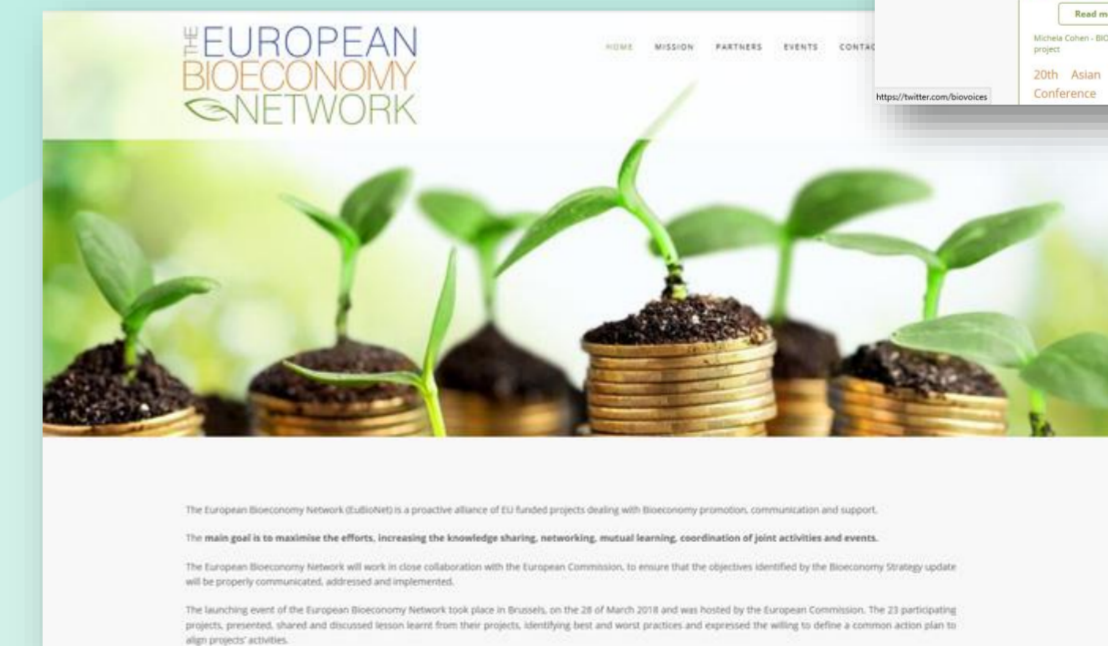 THE EUROPEAN
BIOECONOMY
NETWORK
HOME MISSION PARTNERS EVENTS
Michela Cohen - BIO
project
20th Asian
Conference
https://twitter.com/biovoices
The European Bioeconomy Network (EuBioNet) is a proactive alliance of EU funded projects dealing with Bioeconomy promotion, communication and support.
The main goal is to maximise the efforts, increasing the knowledge sharing, networking, mutual learning, coordination of joint activities and events.
The European Bioeconomy Network will work in close collaboration with the European Commission, to ensure that the objectives identified by the Bioeconomy Strategy update
will be properly communicated, addressed and implemented.
The launching event of the European Bioeconomy Network took place in Brussels, on the 28 of March 2018 and was hosted by the European Commission. The 23 participating
projects, presented, shared and discussed lesson learnt from their projects, identifying best and worst practices and expressed the willing to define a common action plan to
align projects' activities.